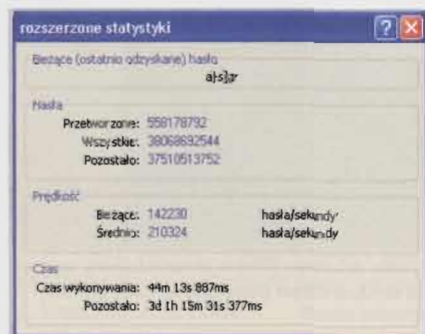 rozszerzone statystyki
Bieżące (ostatnio odzyskane) hasło
Hasła
Przetworzone: 558178792
Wszystkie: 38068692544
Pozostało: 37510513752
Prędkość
Bieżące: 142230 hasła/sekundy
Średnio: 210324 hasła/sekundy
Czas
Czas wykonywania: 44m 13s 887ms
Pozostało: 3d 1h 15m 31s 377ms